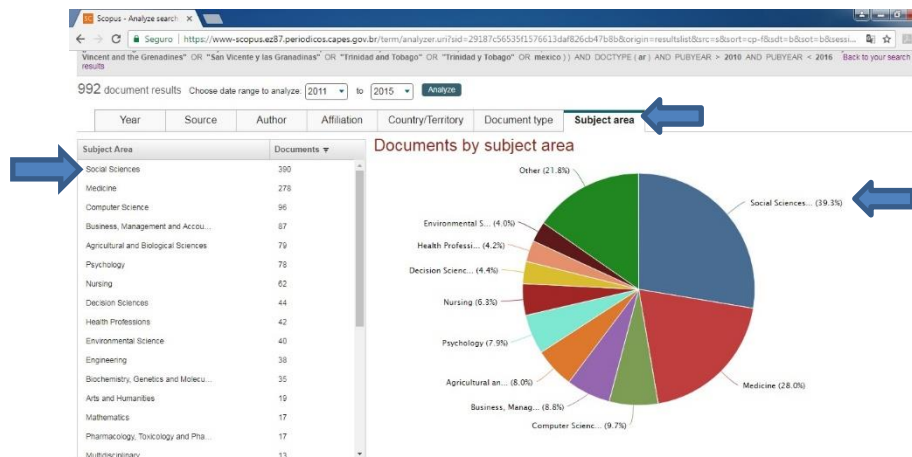 Scopus - Analyze search
Seguro | https://www-scopus.ez87.periodicos.capes.gov.br/term/analyzer.uri?sid=29187c56535f1576613daf826cb47b8b&origin=resultslist&src=s&sort=cp-f&sdt=b&sot=b&sessi...
Vincent and the Grenadines" OR "San Vicente y las Granadinas" OR "Trinidad and Tobago" OR "Trinidad y Tobago" OR mexico ) ) AND DOCTYPE ( ar ) AND PUBYEAR > 2010 AND PUBYEAR < 2016 Back to your search
results
992 document results Choose date range to analyze: 2011 to 2015 Analyze
Year Source Author Affiliation Country/Territory Document type Subject area
Subject Area Documents
Social Sciences 390
Medicine 278
Computer Science 96
Business, Management and Accou... 87
Agricultural and Biological Sciences 79
Psychology 78
Nursing 62
Decision Sciences 44
Health Professions 42
Environmental Science 40
Engineering 38
Biochemistry, Genetics and Molecu... 35
Arts and Humanities 19
Mathematics 17
Pharmacology, Toxicology and Pha... 17
Multidisciplinary 13
Documents by subject area
Other (21.8%)
Environmental S... (4.0%)
Health Professi... (4.2%)
Decision Scienc... (4.4%)
Nursing (6.3%)
Psychology (7.9%)
Agricultural an... (8.0%)
Business, Manag... (8.8%)
Computer Scienc... (9.7%)
Medicine (28.0%)
Social Sciences... (39.3%)